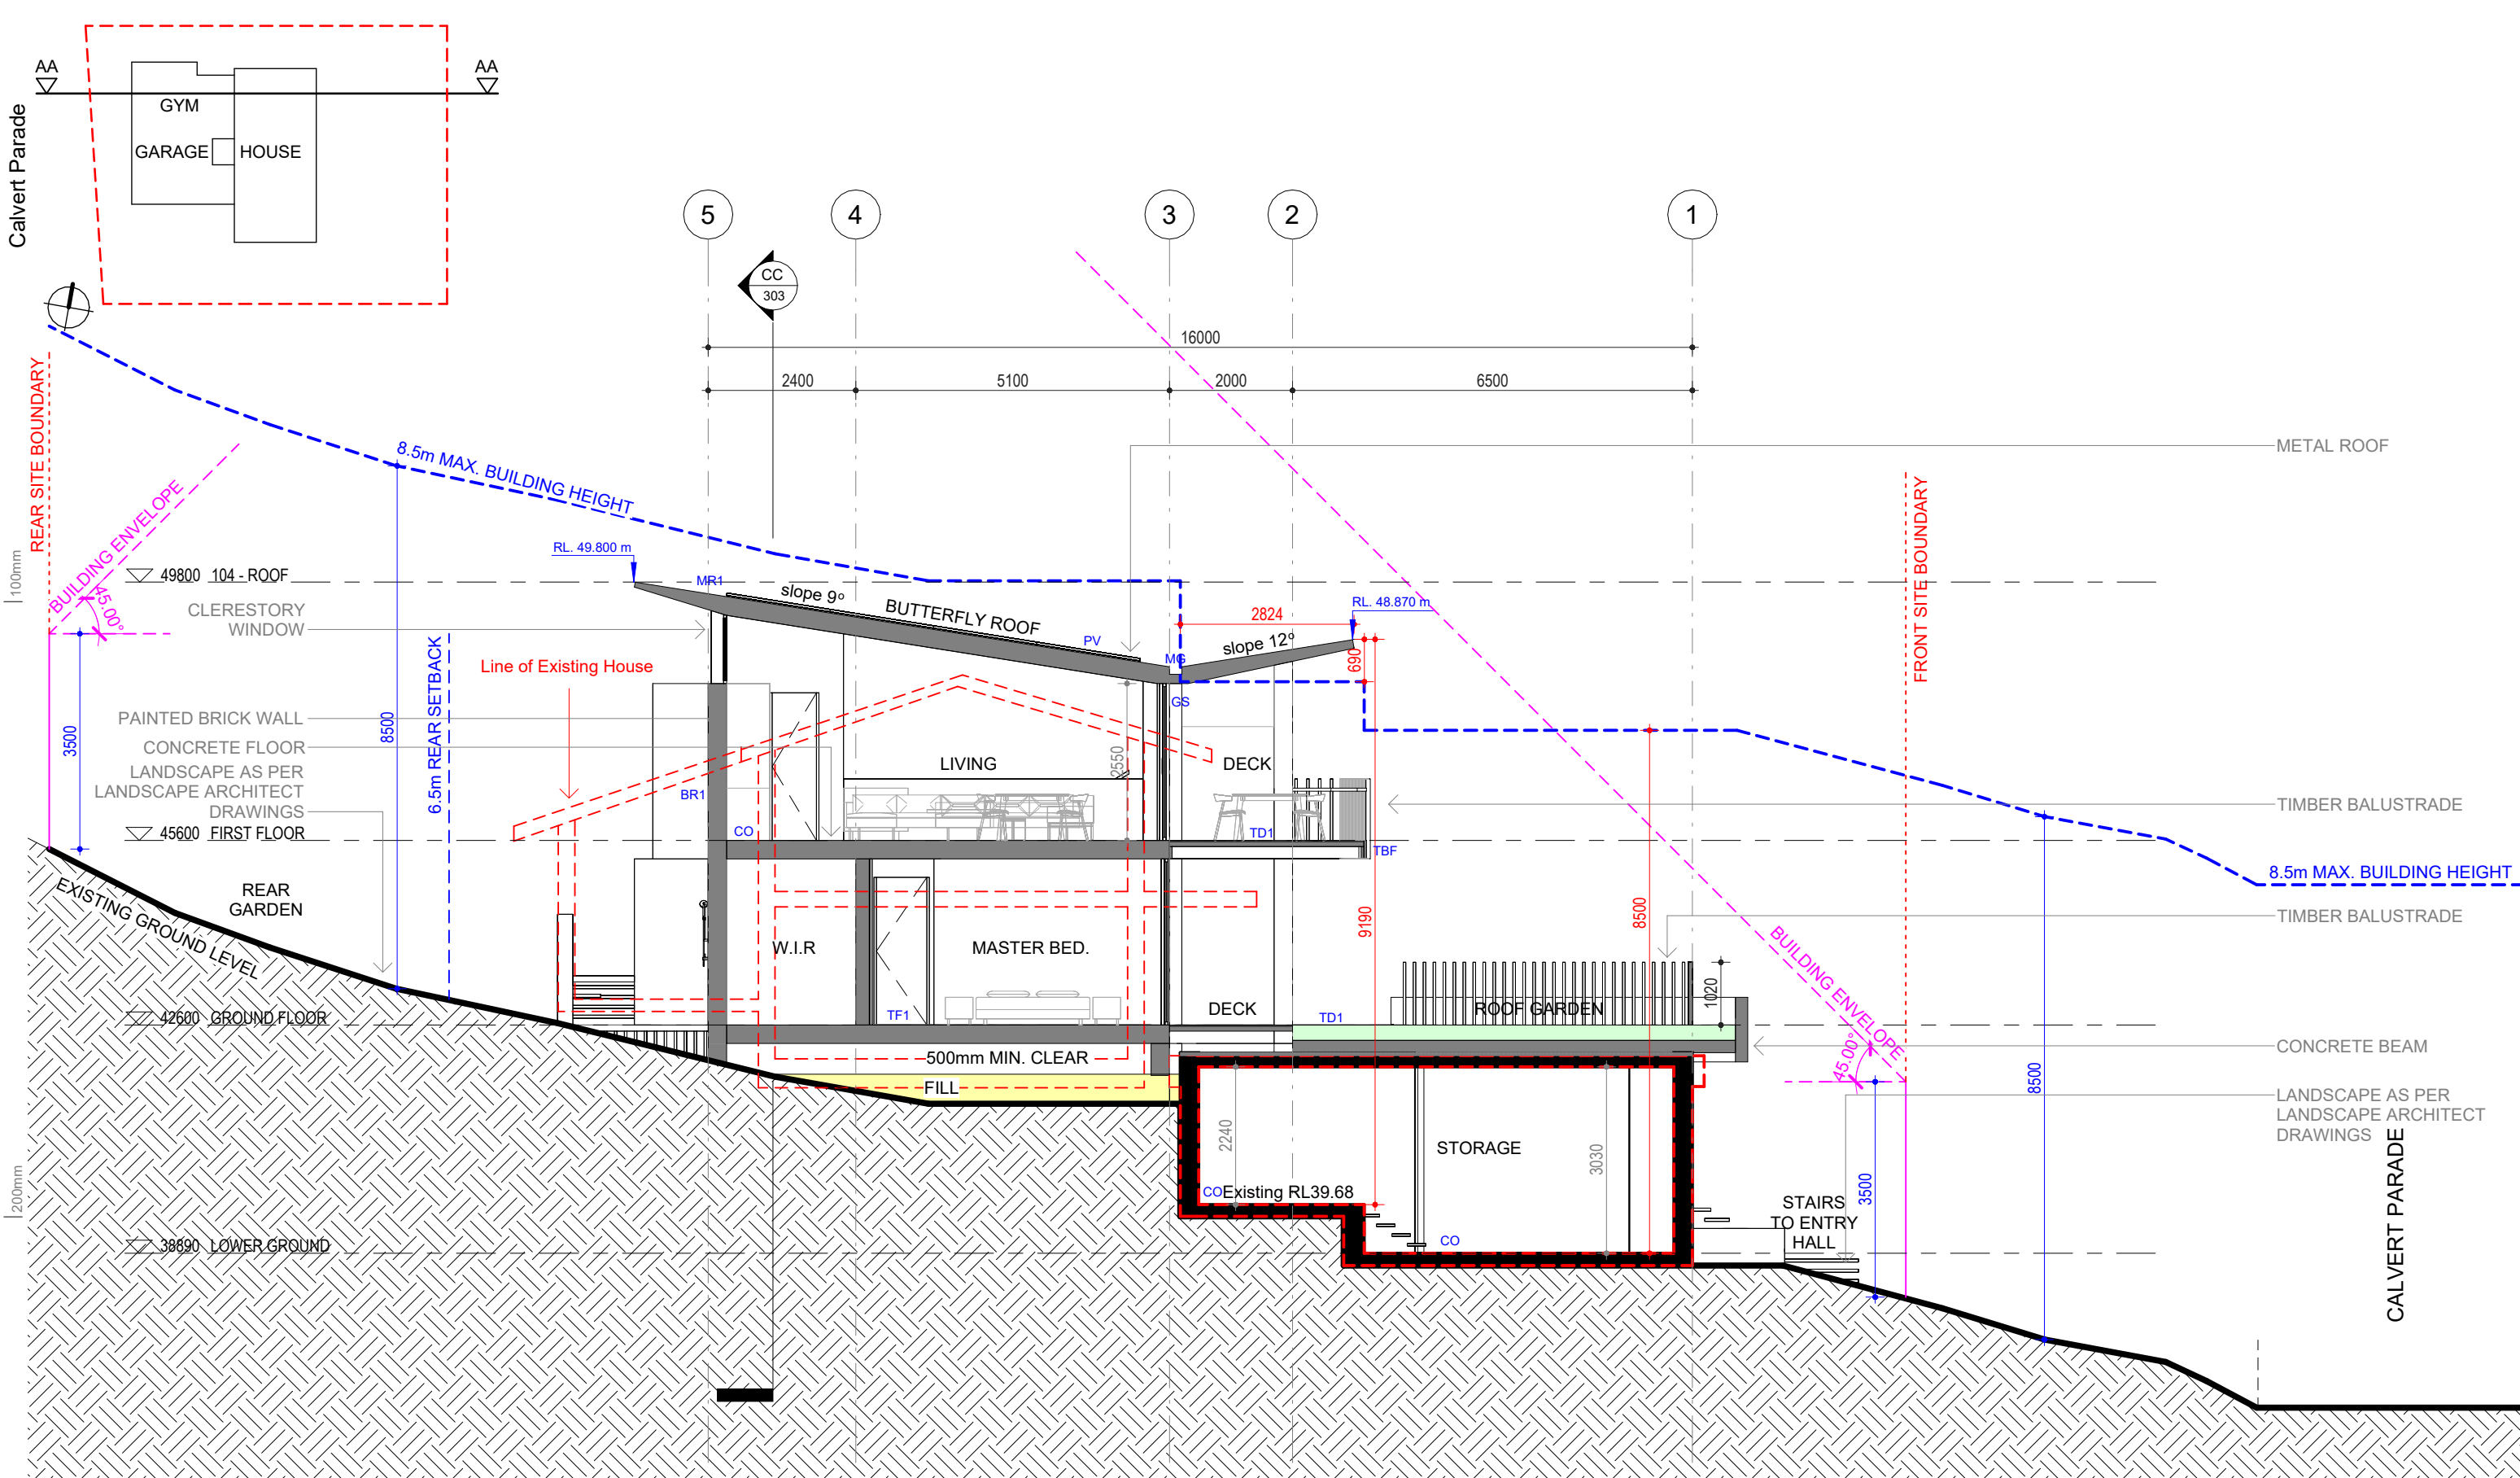 AA
AA
GYM
GARAGE
HOUSE
Calvert Parade
5
4
3
2
1
CC
303
16000
2400
5100
2000
6500
REAR SITE BOUNDARY
8.5m MAX. BUILDING HEIGHT
METAL ROOF
BUILDING ENVELOPE
45.00°
100mm
RL. 49.800 m
49800 104 - ROOF
MR1
slope 9°
BUTTERFLY ROOF
PV
MG
GS
2824
RL. 48.870 m
slope 12°
690
FRONT SITE BOUNDARY
CLERESTORY
WINDOW
Line of Existing House
6.5m REAR SETBACK
3500
8500
PAINTED BRICK WALL
CONCRETE FLOOR
LANDSCAPE AS PER
LANDSCAPE ARCHITECT
DRAWINGS
LIVING
2550
DECK
BR1
CO
TD1
TBF
TIMBER BALUSTRADE
45600 FIRST FLOOR
8.5m MAX. BUILDING HEIGHT
EXISTING GROUND LEVEL
REAR
GARDEN
9190
8500
TIMBER BALUSTRADE
W.I.R
MASTER BED.
BUILDING ENVELOPE
45.00°
1020
DECK
ROOF GARDEN
42600 GROUND FLOOR
TF1
TD1
500mm MIN. CLEAR
CONCRETE BEAM
FILL
8500
LANDSCAPE AS PER
LANDSCAPE ARCHITECT
DRAWINGS
2240
STORAGE
3030
200mm
CO
Existing RL39.68
3500
STAIRS
TO ENTRY
HALL
CO
38890 LOWER GROUND
CALVERT PARADE